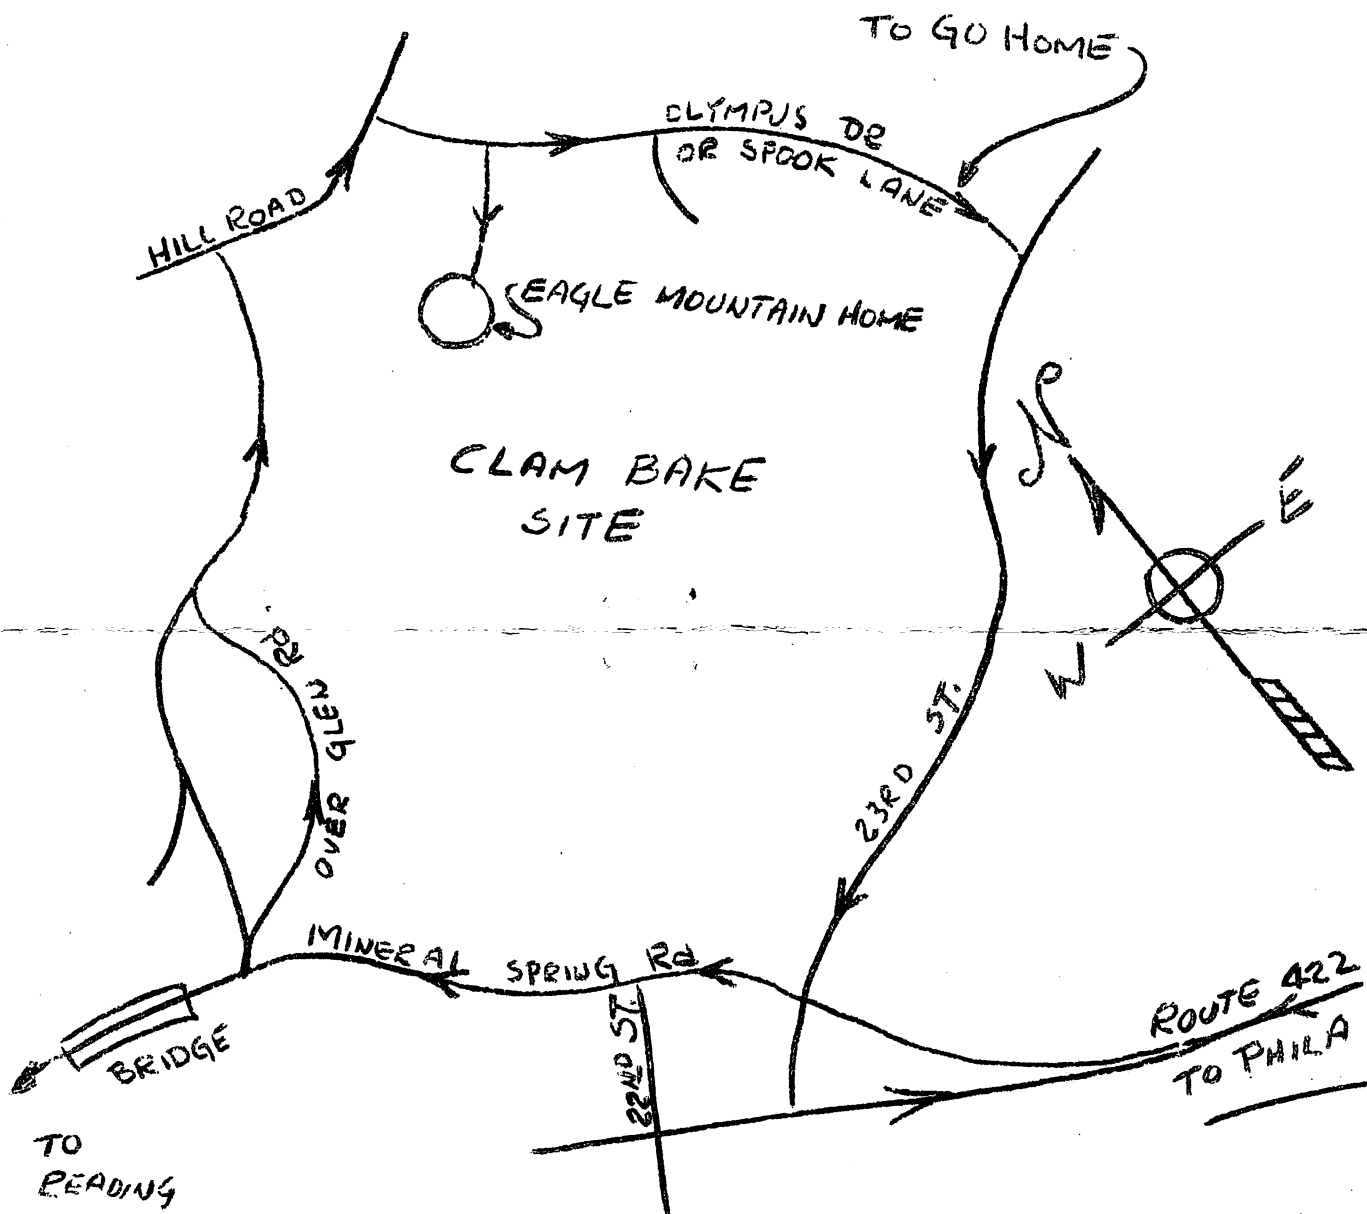 TO GO HOME
OLYMPUS DR
OR SPOOK LANE
HILL ROAD
EAGLE MOUNTAIN HOME
N
E
W
CLAM BAKE
SITE
OVER GLEN Rd
23RD ST.
MINERAL SPRING Rd
22ND ST.
ROUTE 422
TO PHILA
BRIDGE
TO
READING